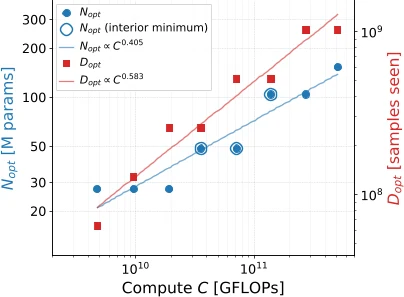 N_opt
N_opt (interior minimum)
N_opt ∝ C^0.405
D_opt
D_opt ∝ C^0.583
300
200
100
50
30
20
N_opt [M params]
10^9
10^8
D_opt [samples seen]
10^10
10^11
Compute C [GFLOPs]